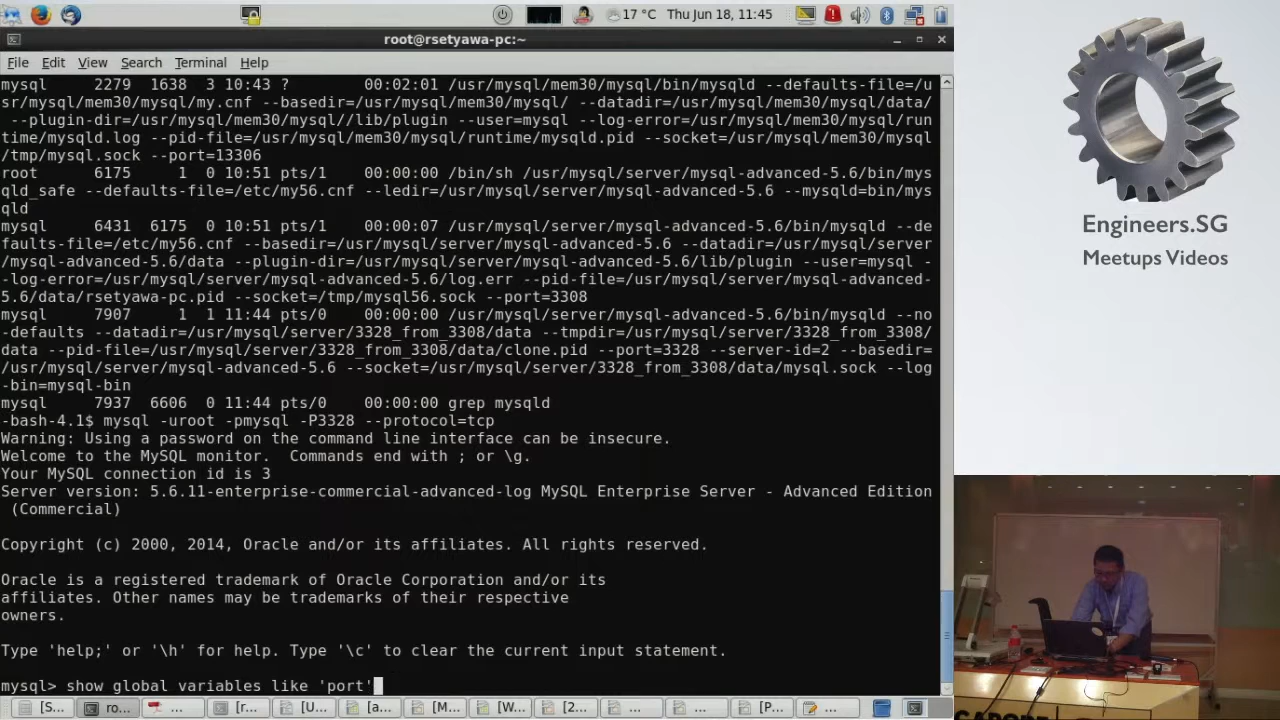 17 °C Thu Jun 18, 11:45
root@rsetyawa-pc:~
File Edit View Search Terminal Help
mysql 2279 1638 3 10:43 ? 00:02:01 /usr/mysql/mem30/mysql/bin/mysqld --defaults-file=/u
sr/mysql/mem30/mysql/my.cnf --basedir=/usr/mysql/mem30/mysql/ --datadir=/usr/mysql/mem30/mysql/data/
--plugin-dir=/usr/mysql/mem30/mysql//lib/plugin --user=mysql --log-error=/usr/mysql/mem30/mysql/run
time/mysqld.log --pid-file=/usr/mysql/mem30/mysql/runtime/mysqld.pid --socket=/usr/mysql/mem30/mysql
/tmp/mysql.sock --port=13306
root 6175 1 0 10:51 pts/1 00:00:00 /bin/sh /usr/mysql/server/mysql-advanced-5.6/bin/mys
qld_safe --defaults-file=/etc/my56.cnf --ledir=/usr/mysql/server/mysql-advanced-5.6 --mysqld=bin/mys
qld
mysql 6431 6175 0 10:51 pts/1 00:00:07 /usr/mysql/server/mysql-advanced-5.6/bin/mysqld --de
faults-file=/etc/my56.cnf --basedir=/usr/mysql/server/mysql-advanced-5.6 --datadir=/usr/mysql/server
/mysql-advanced-5.6/data --plugin-dir=/usr/mysql/server/mysql-advanced-5.6/lib/plugin --user=mysql -
-log-error=/usr/mysql/server/mysql-advanced-5.6/log.err --pid-file=/usr/mysql/server/mysql-advanced-
5.6/data/rsetyawa-pc.pid --socket=/tmp/mysql56.sock --port=3308
mysql 7907 1 1 11:44 pts/0 00:00:00 /usr/mysql/server/mysql-advanced-5.6/bin/mysqld --no
-defaults --datadir=/usr/mysql/server/3328_from_3308/data --tmpdir=/usr/mysql/server/3328_from_3308/
data --pid-file=/usr/mysql/server/3328_from_3308/data/clone.pid --port=3328 --server-id=2 --basedir=
/usr/mysql/server/mysql-advanced-5.6 --socket=/usr/mysql/server/3328_from_3308/data/mysql.sock --log
-bin=mysql-bin
mysql 7937 6606 0 11:44 pts/0 00:00:00 grep mysqld
-bash-4.1$ mysql -uroot -pmysql -P3328 --protocol=tcp
Warning: Using a password on the command line interface can be insecure.
Welcome to the MySQL monitor. Commands end with ; or \g.
Your MySQL connection id is 3
Server version: 5.6.11-enterprise-commercial-advanced-log MySQL Enterprise Server - Advanced Edition
(Commercial)
Copyright (c) 2000, 2014, Oracle and/or its affiliates. All rights reserved.
Oracle is a registered trademark of Oracle Corporation and/or its
affiliates. Other names may be trademarks of their respective
owners.
Type 'help;' or '\h' for help. Type '\c' to clear the current input statement.
mysql> show global variables like 'port'
[S... ro... ... [r... [U... [a... [M... [W... [2... ... ... [P... ...
Engineers.SG
Meetups Videos